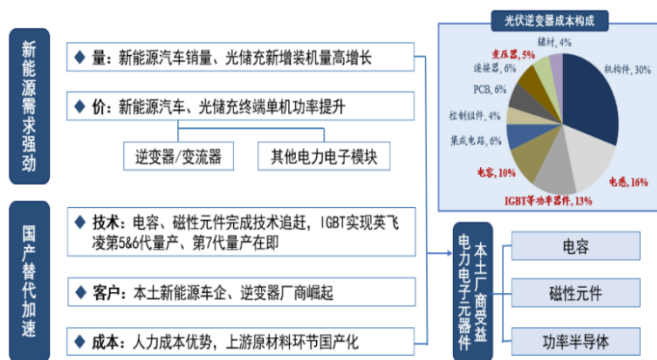 新能源需求强劲
量：新能源汽车销量、光储充新增装机量高增长
价：新能源汽车、光储充终端单机功率提升
逆变器/变流器
其他电力电子模块
光伏逆变器成本构成
辅材, 4%
变压器, 5%
连接器, 6%
PCB, 6%
控制组件, 4%
集成电路, 6%
电容, 10%
IGBT等功率器件, 13%
电感, 16%
机构件, 30%
国产替代加速
技术：电容、磁性元件完成技术追赶，IGBT实现英飞
凌第5&6代量产、第7代量产在即
客户：本土新能源车企、逆变器厂商崛起
成本：人力成本优势，上游原材料环节国产化
本土厂商受益
电力电子元器件
电容
磁性元件
功率半导体